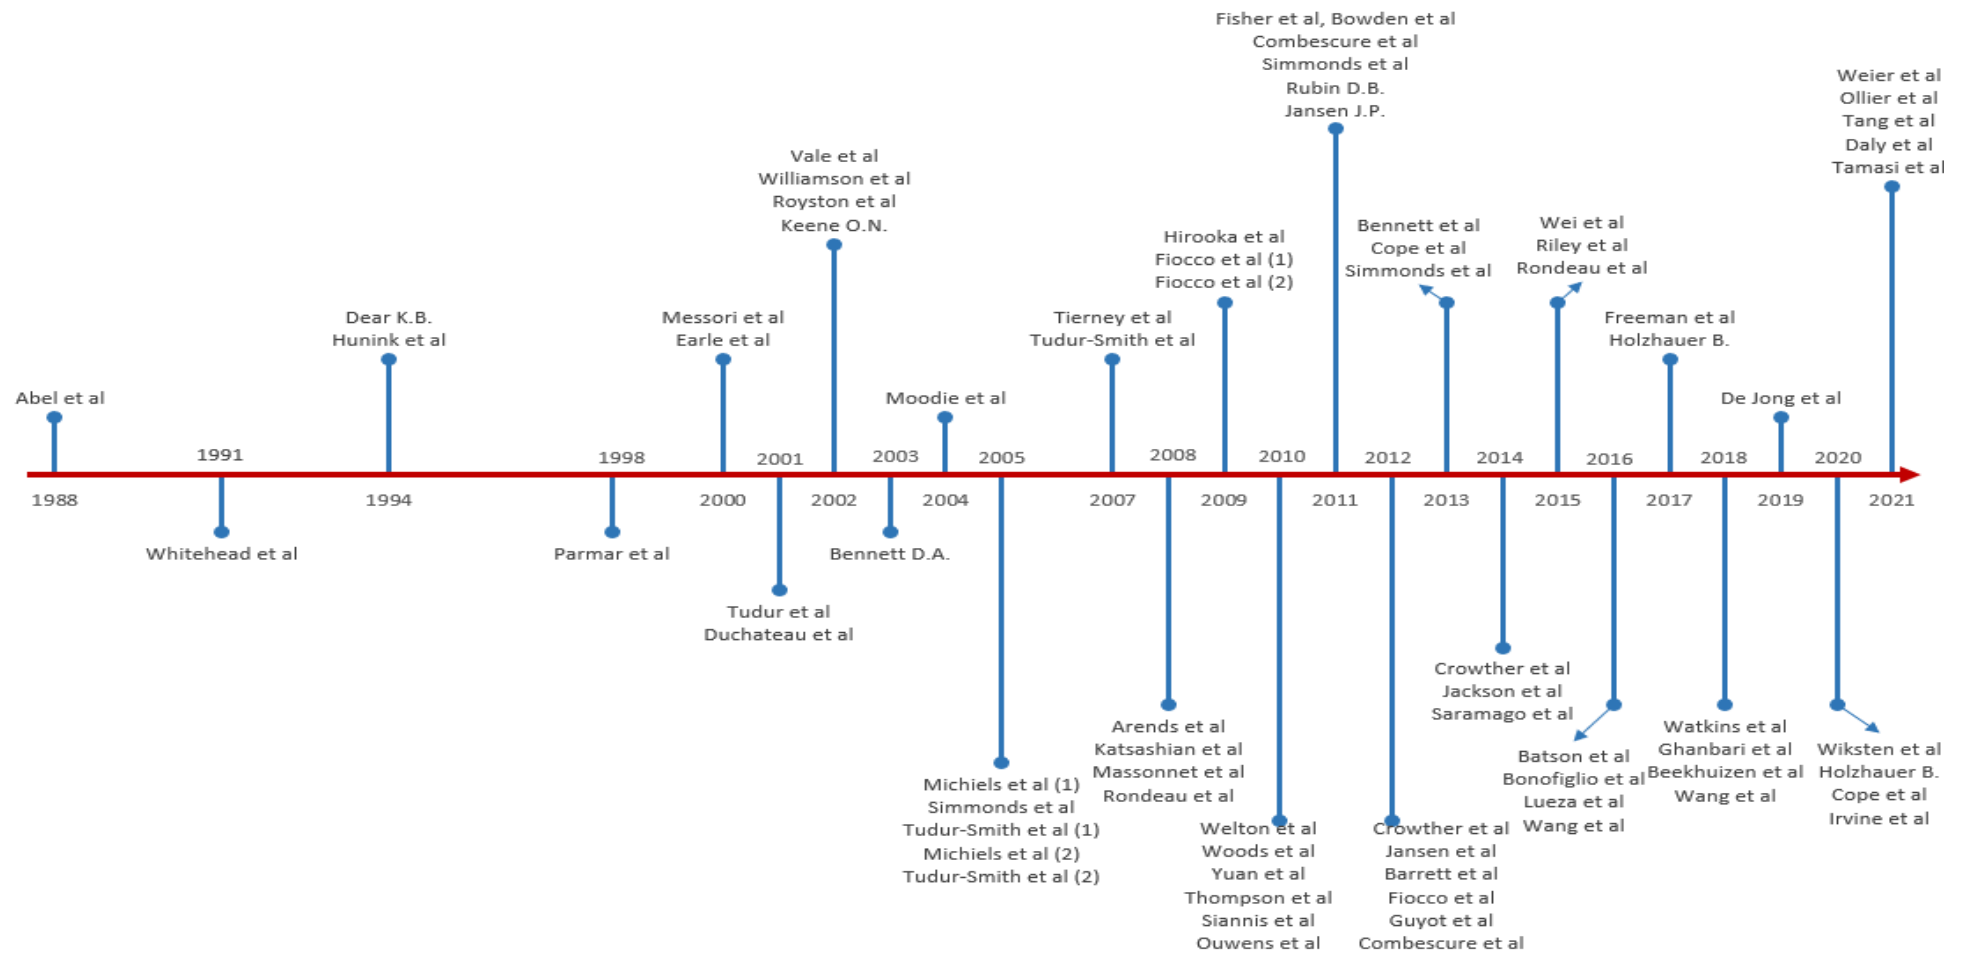 Fisher et al, Bowden et al
Combescure et al
Simmonds et al
Rubin D.B.
Jansen J.P.
Weier et al
Ollier et al
Tang et al
Daly et al
Tamasi et al
Vale et al
Williamson et al
Royston et al
Keene O.N.
Hirooka et al
Fiocco et al (1)
Fiocco et al (2)
Bennett et al
Cope et al
Simmonds et al
Wei et al
Riley et al
Rondeau et al
Dear K.B.
Hunink et al
Messori et al
Earle et al
Tierney et al
Tudur-Smith et al
Freeman et al
Holzhauer B.
Abel et al
Moodie et al
De Jong et al
1991
1998
2001
2003
2005
2008
2010
2012
2014
2016
2018
2020
1988
1994
2000
2002
2004
2007
2009
2011
2013
2015
2017
2019
2021
Whitehead et al
Parmar et al
Bennett D.A.
Tudur et al
Duchateau et al
Michiels et al (1)
Simmonds et al
Tudur-Smith et al (1)
Michiels et al (2)
Tudur-Smith et al (2)
Arends et al
Katsashian et al
Massonnet et al
Rondeau et al
Welton et al
Woods et al
Yuan et al
Thompson et al
Siannis et al
Ouwens et al
Crowther et al
Jansen et al
Barrett et al
Fiocco et al
Guyot et al
Combescure et al
Crowther et al
Jackson et al
Saramago et al
Batson et al
Bonofiglio et al
Lueza et al
Wang et al
Watkins et al
Ghanbari et al
Beekhuizen et al
Wang et al
Wiksten et al
Holzhauer B.
Cope et al
Irvine et al